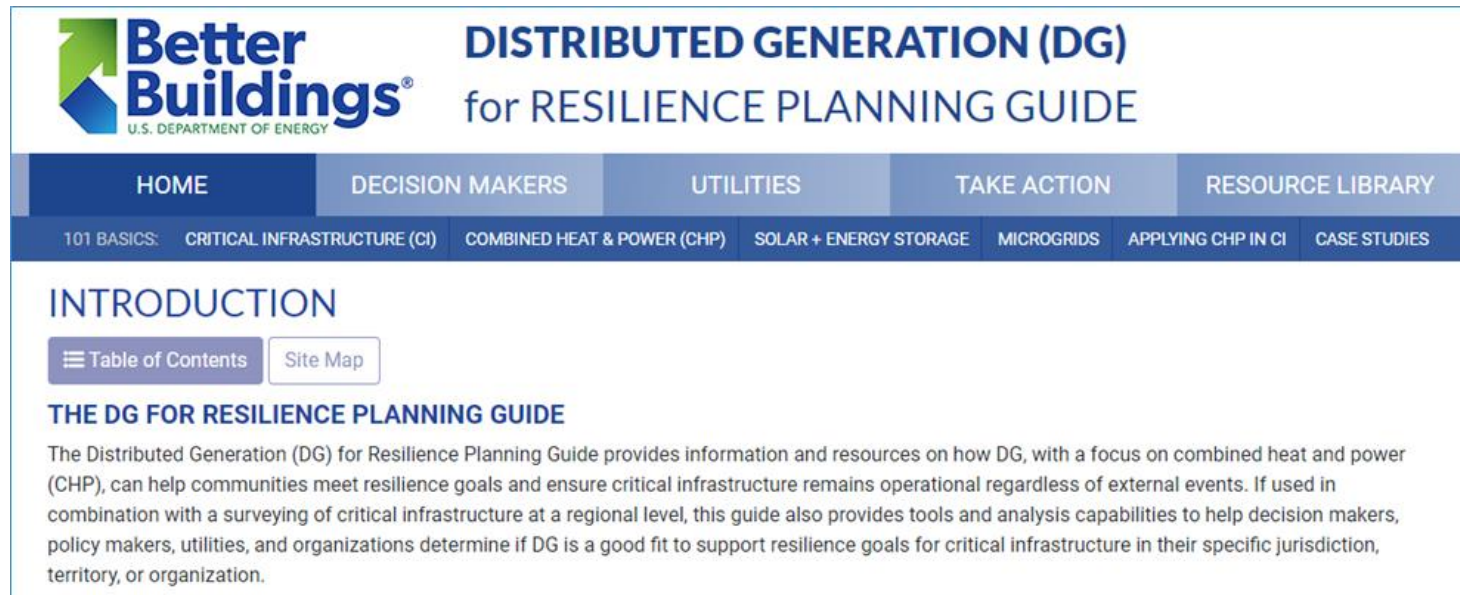 Better
Buildings®
U.S. DEPARTMENT OF ENERGY
DISTRIBUTED GENERATION (DG)
for RESILIENCE PLANNING GUIDE
HOME DECISION MAKERS UTILITIES TAKE ACTION RESOURCE LIBRARY
101 BASICS: CRITICAL INFRASTRUCTURE (CI) COMBINED HEAT & POWER (CHP) SOLAR + ENERGY STORAGE MICROGRIDS APPLYING CHP IN CI CASE STUDIES
INTRODUCTION
Table of Contents Site Map
THE DG FOR RESILIENCE PLANNING GUIDE
The Distributed Generation (DG) for Resilience Planning Guide provides information and resources on how DG, with a focus on combined heat and power
(CHP), can help communities meet resilience goals and ensure critical infrastructure remains operational regardless of external events. If used in
combination with a surveying of critical infrastructure at a regional level, this guide also provides tools and analysis capabilities to help decision makers,
policy makers, utilities, and organizations determine if DG is a good fit to support resilience goals for critical infrastructure in their specific jurisdiction,
territory, or organization.